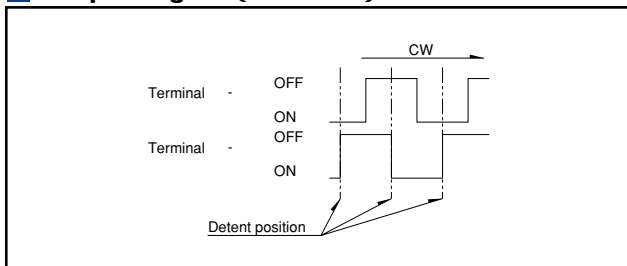 CW
OFF
Terminal -
ON
OFF
Terminal -
ON
Detent position